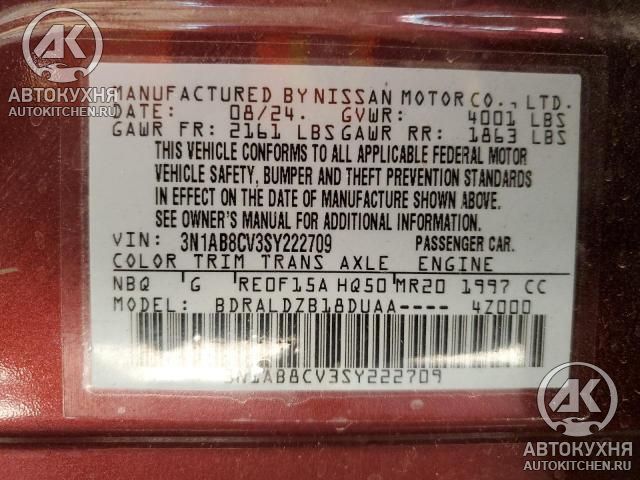 AK
АВТОКУХНЯ
AUTOKITCHEN.RU
MANUFACTURED BY NISSAN MOTOR CO., LTD.
DATE: 08/24. GVWR: 4001 LBS
GAWR FR: 2161 LBS GAWR RR: 1863 LBS
THIS VEHICLE CONFORMS TO ALL APPLICABLE FEDERAL MOTOR
VEHICLE SAFETY, BUMPER AND THEFT PREVENTION STANDARDS
IN EFFECT ON THE DATE OF MANUFACTURE SHOWN ABOVE.
SEE OWNER'S MANUAL FOR ADDITIONAL INFORMATION.
VIN: 3N1AB8CV3SY222709 PASSENGER CAR.
COLOR TRIM TRANS AXLE ENGINE
NBQ G RE0F15A HQ50 MR20 1997 CC
MODEL: BDRALDZB18DUAA---- 4Z000
3N1AB8CV3SY222709
AK
АВТОКУХНЯ
AUTOKITCHEN.RU